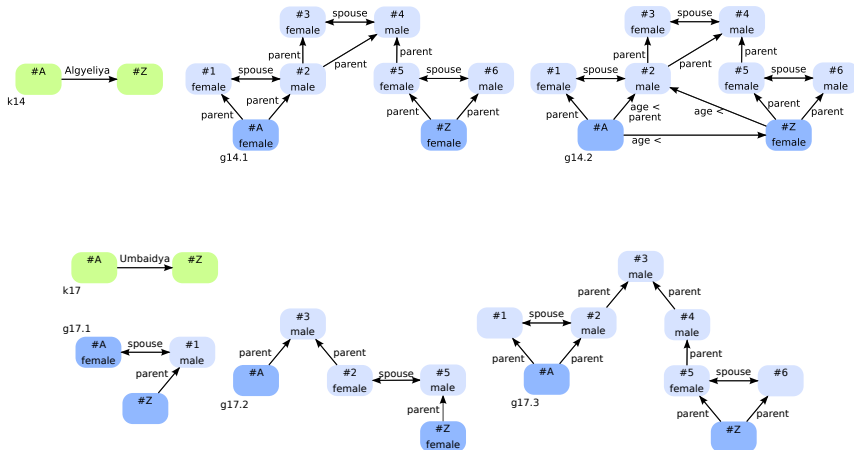 #A Algyeliya #Z
k14
#3 spouse #4
female male
parent parent parent
#1 spouse #2 #5 spouse #6
female male female male
parent parent parent parent
#A #Z
female female
g14.1
#3 spouse #4
female male
parent parent parent
#1 spouse #2 #5 spouse #6
female male female male
parent age < parent age < parent parent
#A age < #Z
female
g14.2
#A Umbaidya #Z
k17
g17.1
#A spouse #1
female male
parent
#Z
#3
male
parent parent
#A #2 spouse #5
female male
parent
#Z
female
g17.2
#3
male
parent parent
#1 spouse #2 #4
male male
parent parent parent
#A #5 spouse #6
female
parent parent
#Z
g17.3